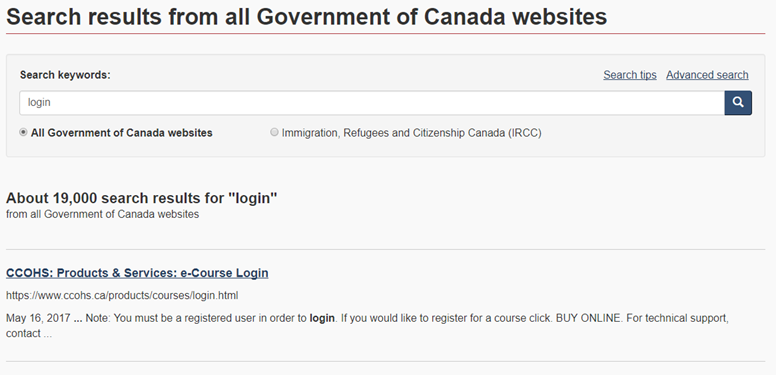 Search results from all Government of Canada websites
Search keywords:
Search tips Advanced search
login
All Government of Canada websites Immigration, Refugees and Citizenship Canada (IRCC)
About 19,000 search results for "login"
from all Government of Canada websites
CCOHS: Products & Services: e-Course Login
https://www.ccohs.ca/products/courses/login.html
May 16, 2017 ... Note: You must be a registered user in order to login. If you would like to register for a course click. BUY ONLINE. For technical support,
contact ...